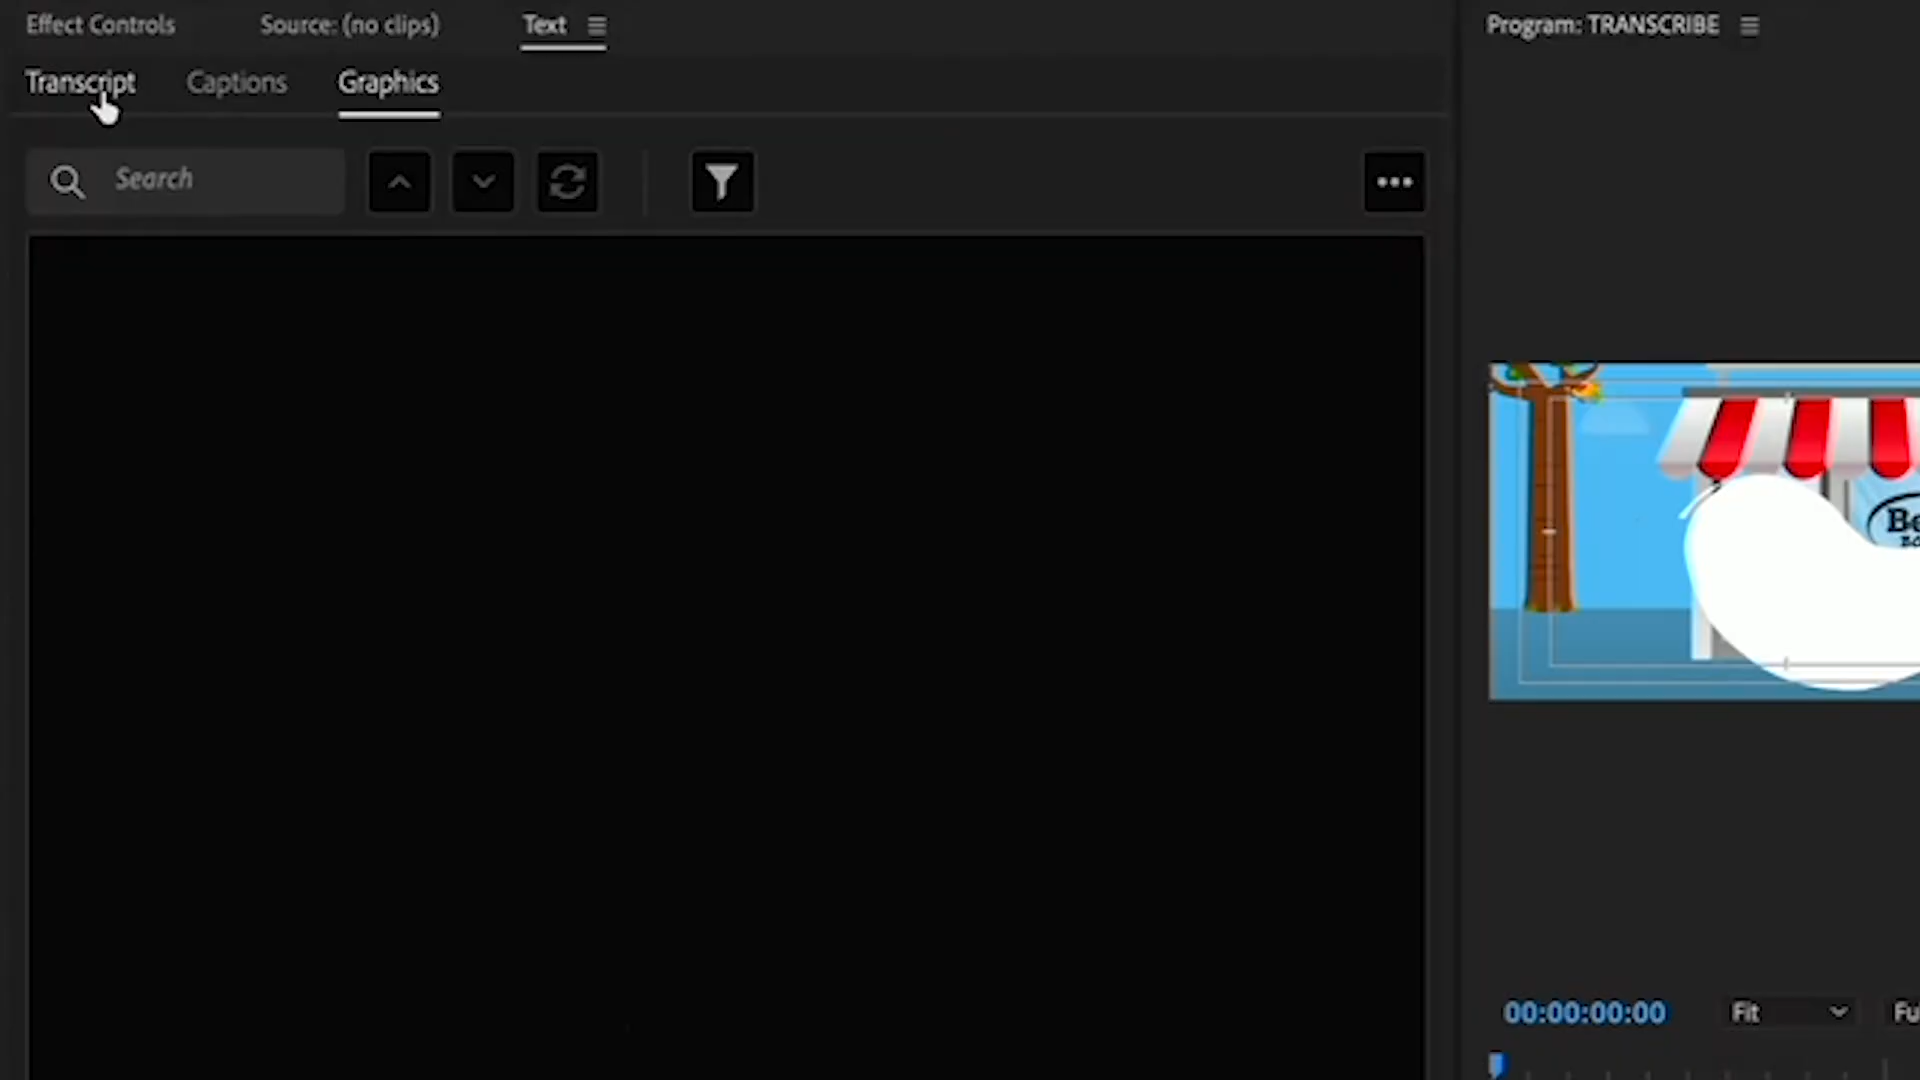 Effect Controls
Source: (no clips)
Text
Program: TRANSCRIBE
Transcript
Captions
Graphics
Search
00:00:00:00
Fit